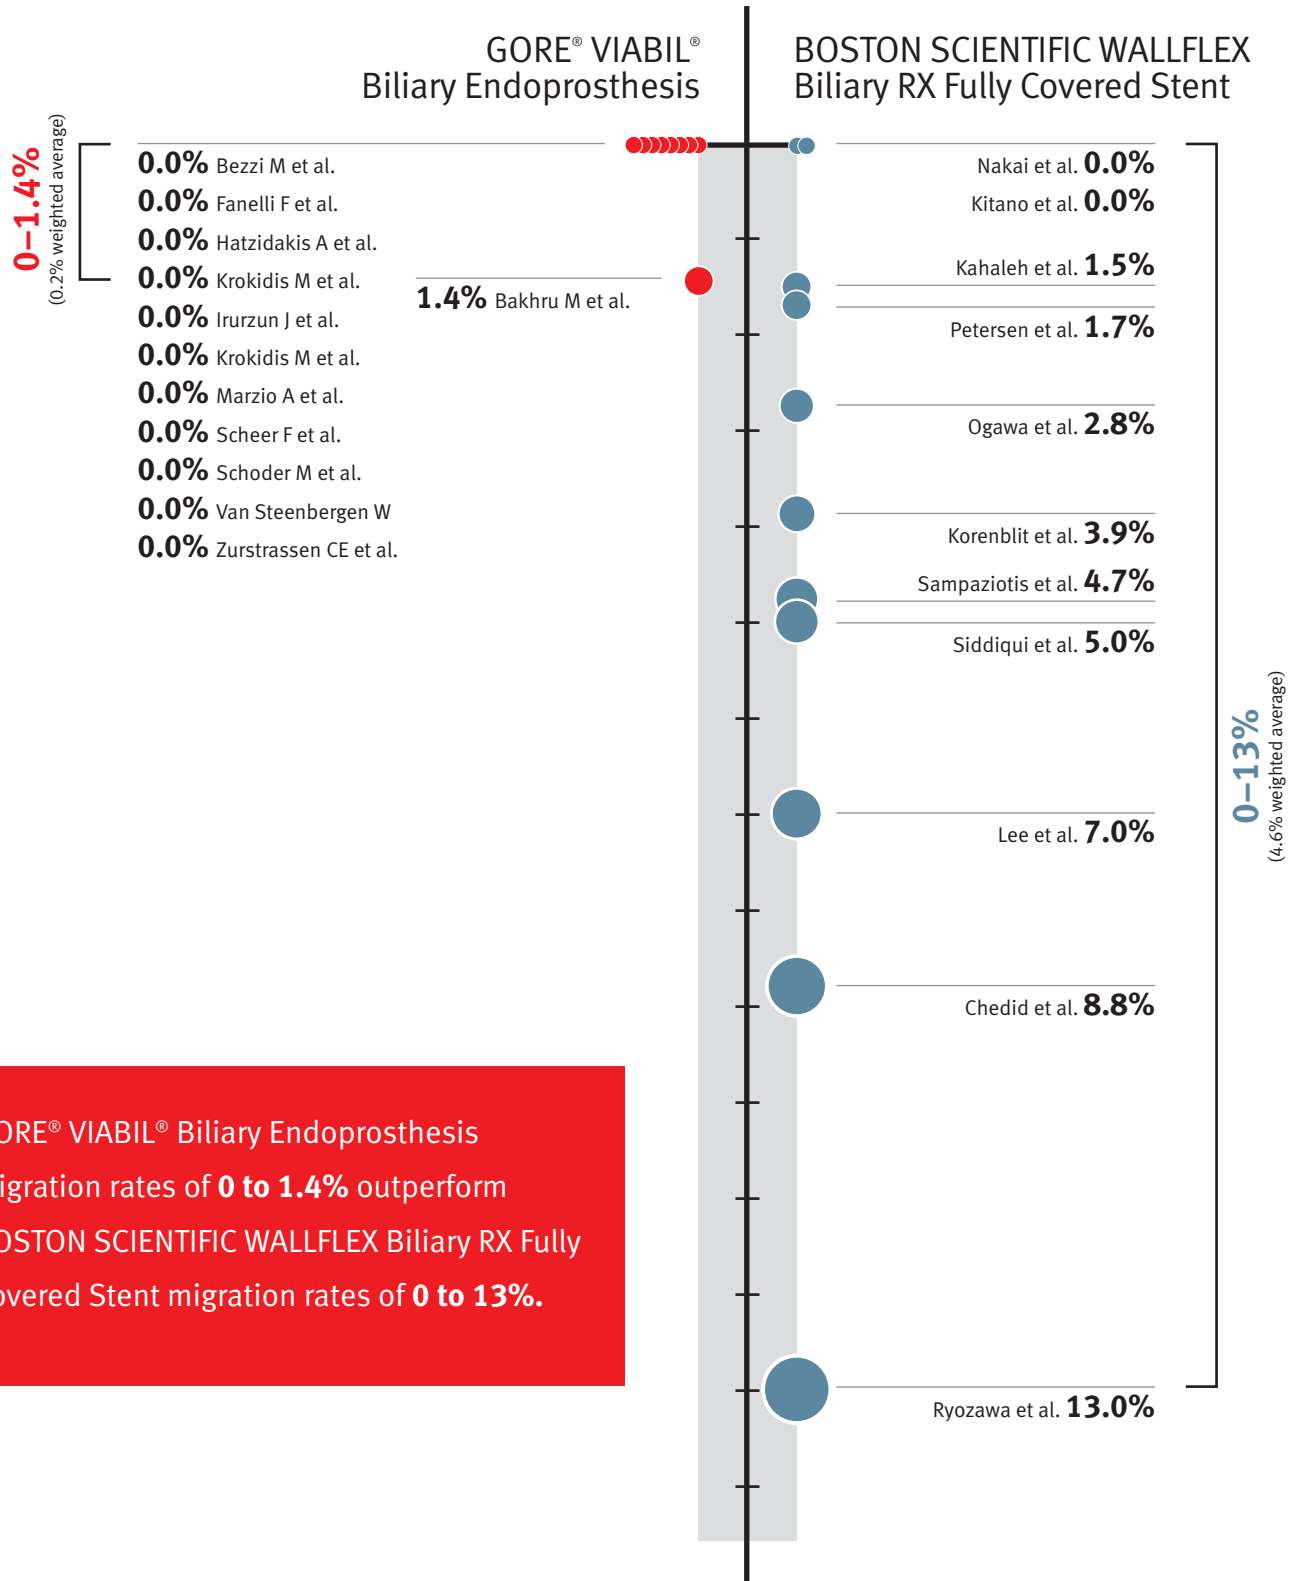 GORE® VIABIL®
Biliary Endoprosthesis
BOSTON SCIENTIFIC WALLFLEX
Biliary RX Fully Covered Stent
0–1.4%
(0.2% weighted average)
0.0% Bezzi M et al.
0.0% Fanelli F et al.
0.0% Hatzidakis A et al.
0.0% Krokidis M et al.
0.0% Irurzun J et al.
0.0% Krokidis M et al.
0.0% Marzio A et al.
0.0% Scheer F et al.
0.0% Schoder M et al.
0.0% Van Steenbergen W
0.0% Zurstrassen CE et al.
1.4% Bakhru M et al.
Nakai et al. 0.0%
Kitano et al. 0.0%
Kahaleh et al. 1.5%
Petersen et al. 1.7%
Ogawa et al. 2.8%
Korenblit et al. 3.9%
Sampaziotis et al. 4.7%
Siddiqui et al. 5.0%
Lee et al. 7.0%
Chedid et al. 8.8%
Ryozawa et al. 13.0%
0–13%
(4.6% weighted average)
ORE® VIABIL® Biliary Endoprosthesis
igration rates of 0 to 1.4% outperform
OSTON SCIENTIFIC WALLFLEX Biliary RX Fully
overed Stent migration rates of 0 to 13%.